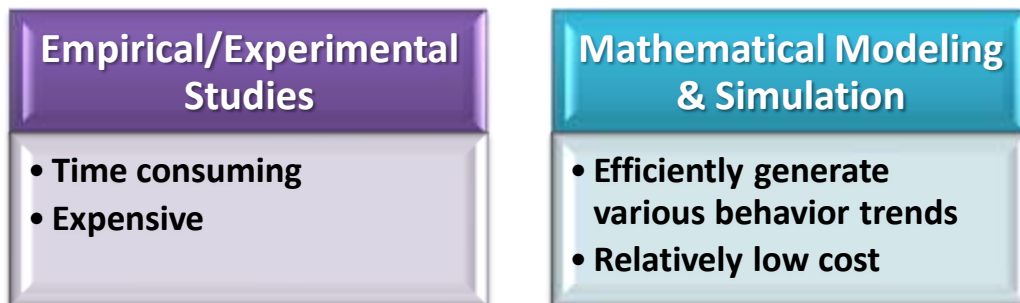 Empirical/Experimental
Studies
• Time consuming
• Expensive
Mathematical Modeling
& Simulation
• Efficiently generate
various behavior trends
• Relatively low cost